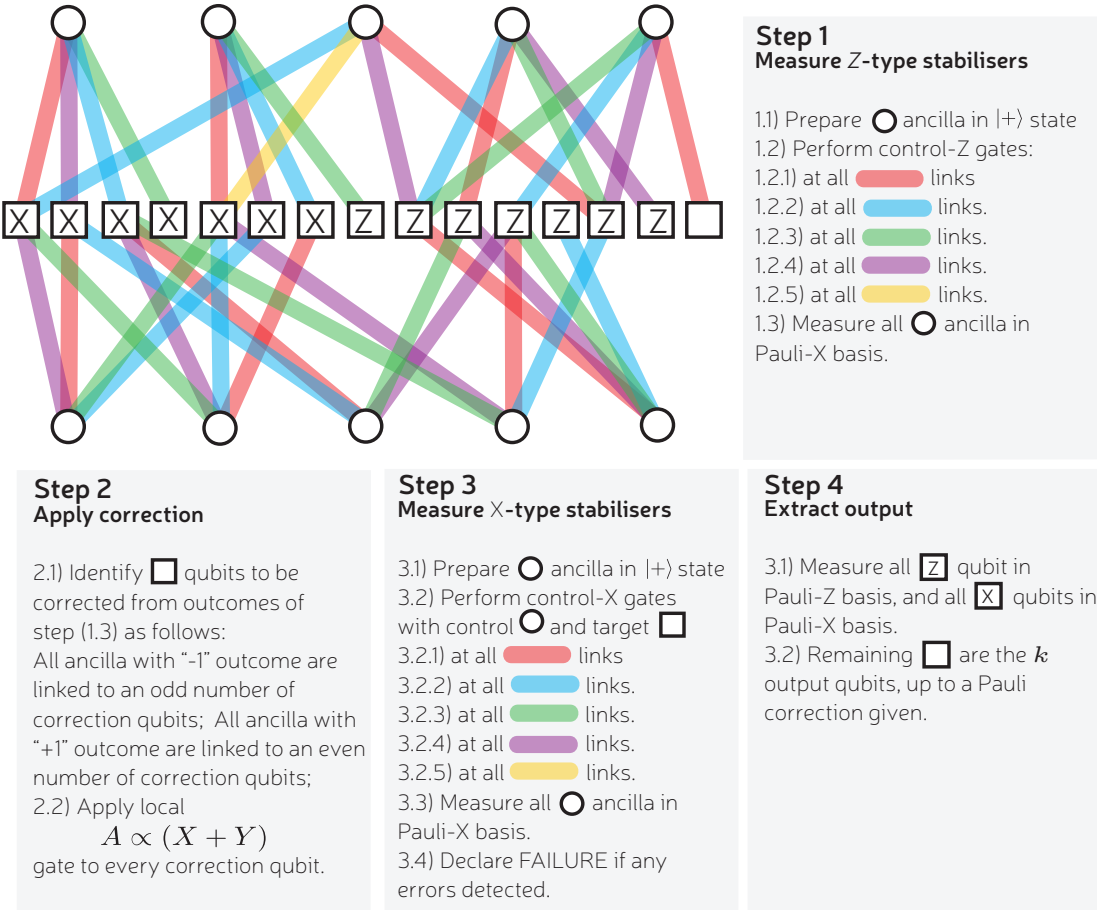 X X X X X X X Z Z Z Z Z Z Z
Step 1
Measure Z-type stabilisers
1.1) Prepare ancilla in |+⟩ state
1.2) Perform control-Z gates:
1.2.1) at all links
1.2.2) at all links.
1.2.3) at all links.
1.2.4) at all links.
1.2.5) at all links.
1.3) Measure all ancilla in
Pauli-X basis.
Step 2
Apply correction
2.1) Identify qubits to be
corrected from outcomes of
step (1.3) as follows:
All ancilla with “-1” outcome are
linked to an odd number of
correction qubits; All ancilla with
“+1” outcome are linked to an even
number of correction qubits;
2.2) Apply local
A ∝ (X + Y)
gate to every correction qubit.
Step 3
Measure X-type stabilisers
3.1) Prepare ancilla in |+⟩ state
3.2) Perform control-X gates
with control and target
3.2.1) at all links
3.2.2) at all links.
3.2.3) at all links.
3.2.4) at all links.
3.2.5) at all links.
3.3) Measure all ancilla in
Pauli-X basis.
3.4) Declare FAILURE if any
errors detected.
Step 4
Extract output
3.1) Measure all Z qubit in
Pauli-Z basis, and all X qubits in
Pauli-X basis.
3.2) Remaining are the k
output qubits, up to a Pauli
correction given.